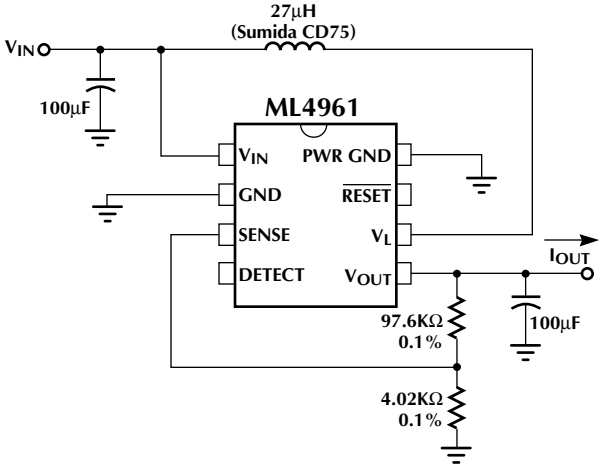 27μH
(Sumida CD75)
VIN
100μF
ML4961
VIN
PWR GND
GND
RESET
SENSE
VL
DETECT
VOUT
IOUT
97.6KΩ
0.1%
100μF
4.02KΩ
0.1%